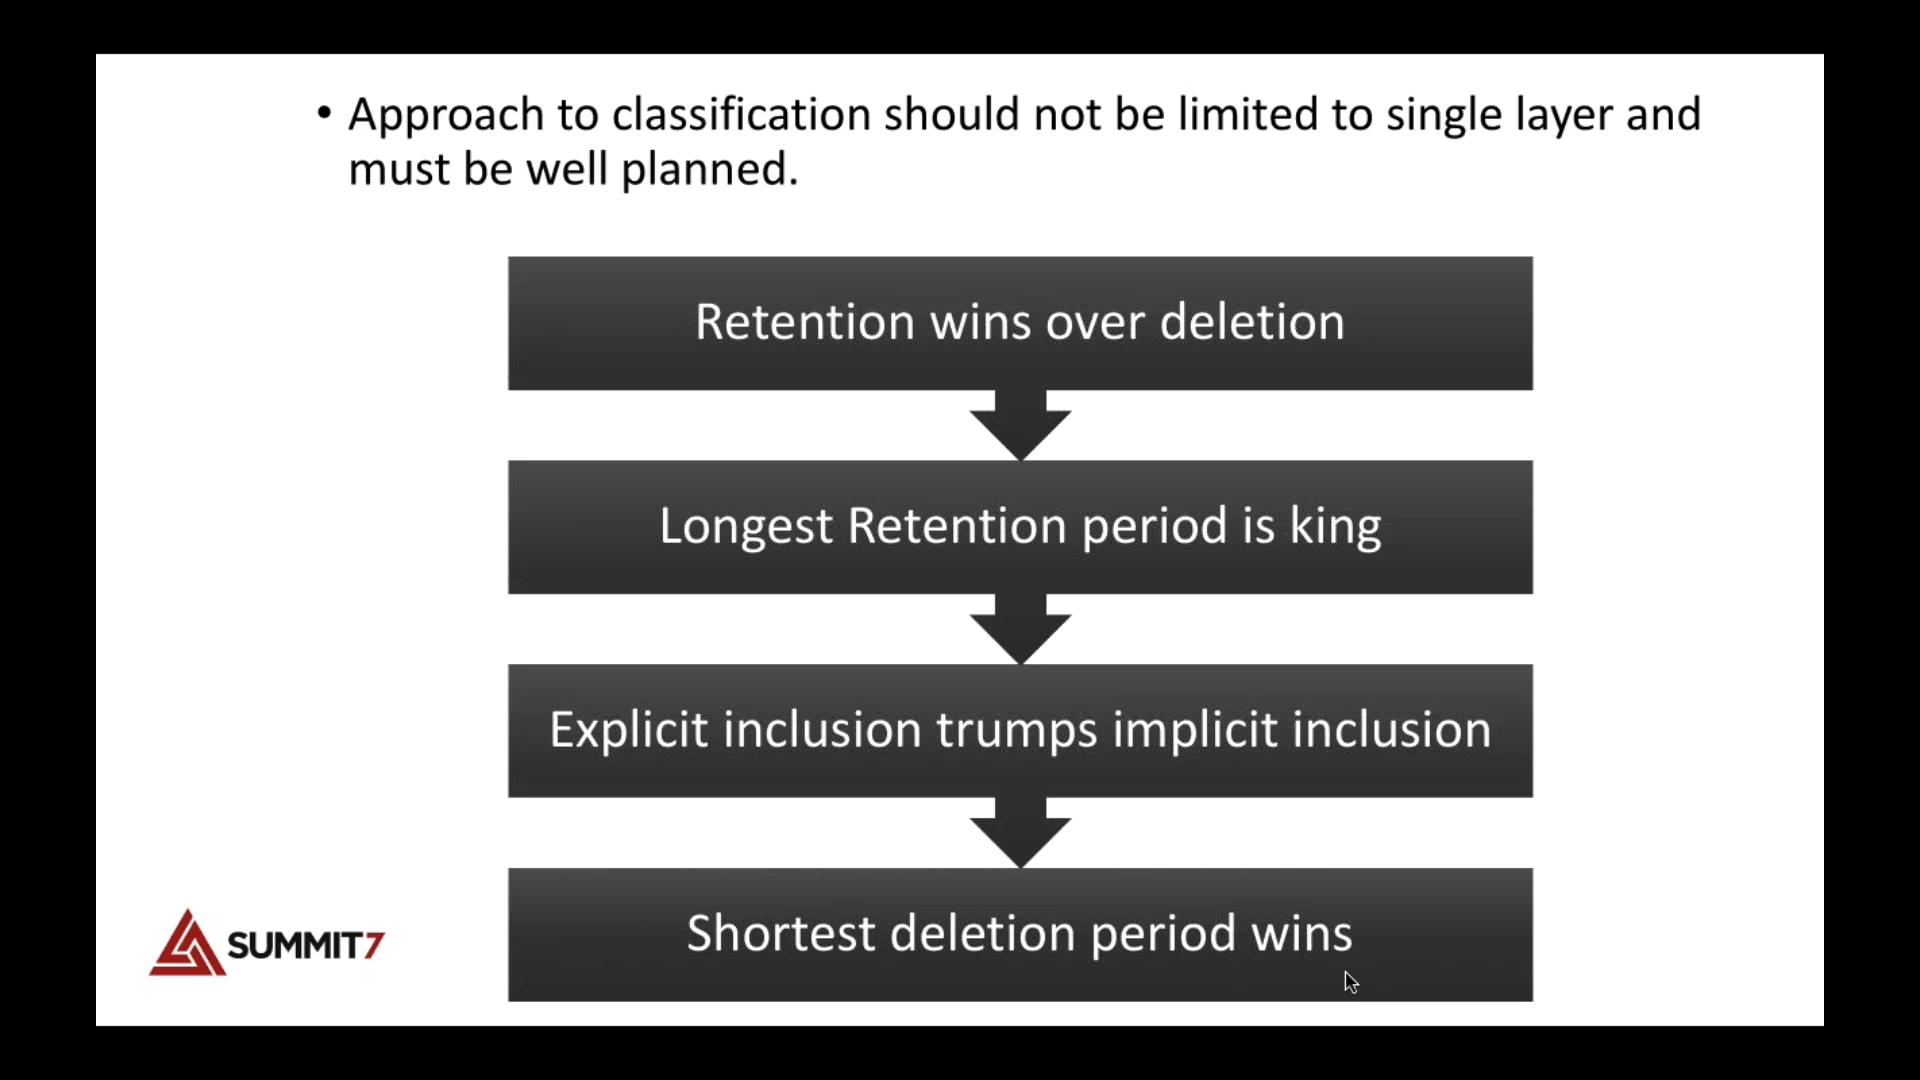 • Approach to classification should not be limited to single layer and
must be well planned.
Retention wins over deletion
Longest Retention period is king
Explicit inclusion trumps implicit inclusion
Shortest deletion period wins
SUMMIT7